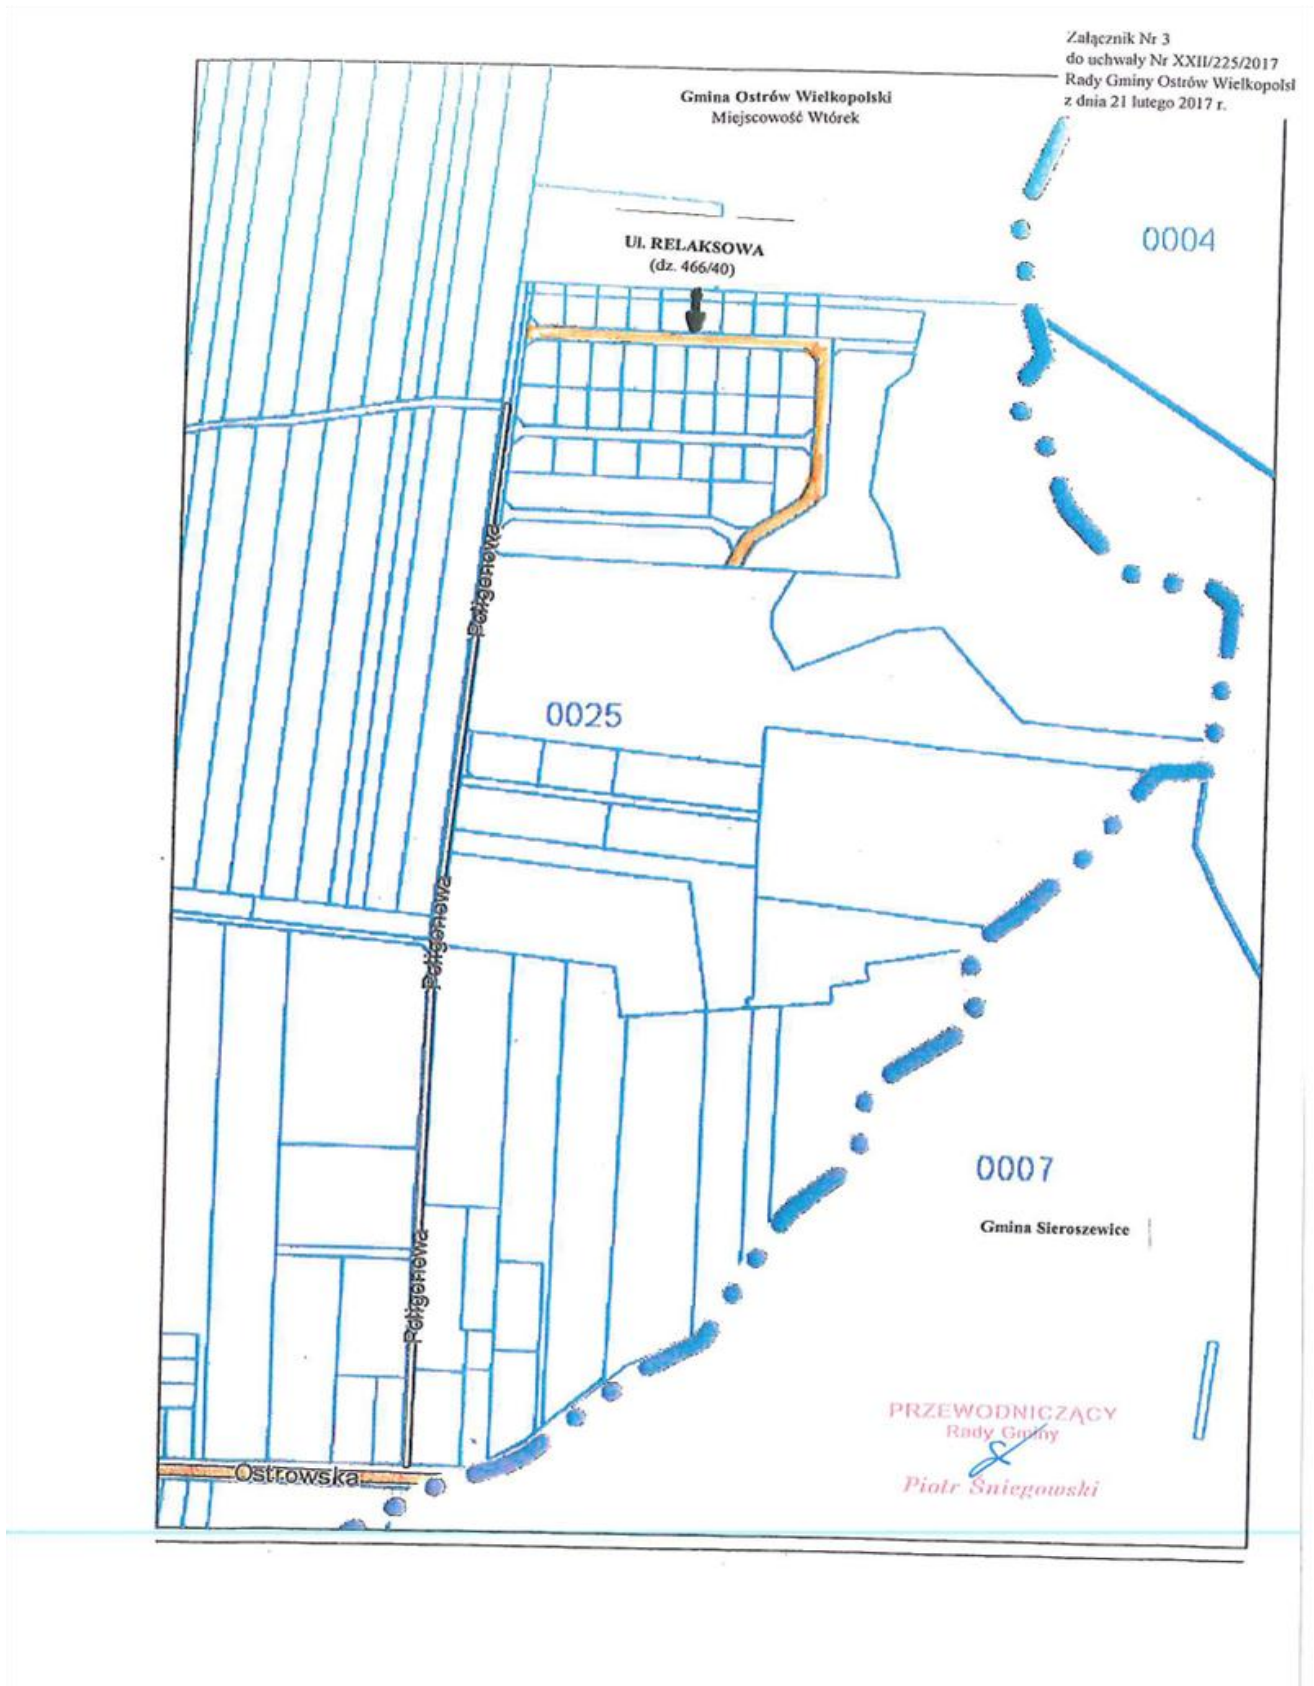 Załącznik Nr 3
do uchwały Nr XXII/225/2017
Rady Gminy Ostrów Wielkopolsl
z dnia 21 lutego 2017 r.
Gmina Ostrów Wielkopolski
Miejscowość Wtórek
0004
Ul. RELAKSOWA
(dz. 466/40)
Poligonowa
0025
Poligonowa
0007
Gmina Sieroszewice
Poligonowa
PRZEWODNICZĄCY
Rady Gminy
Piotr Śniegowski
Ostrowska